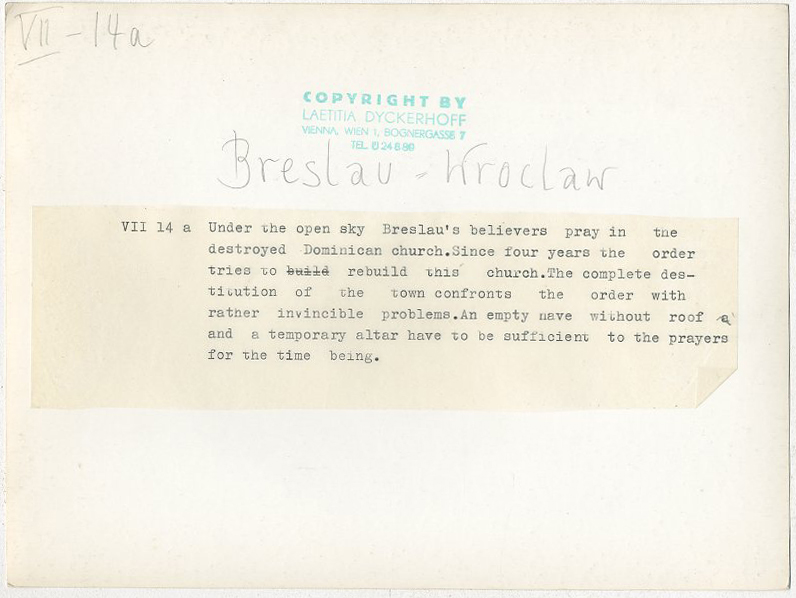 VII - 14a
COPYRIGHT BY
LAETITIA DYCKERHOFF
VIENNA, WIEN 1, BOGNERGASSE 7
TEL. U 24 8 80
Breslau - Wroclaw
VII 14 a Under the open sky Breslau's believers pray in the
destroyed Dominican church.Since four years the order
tries to build rebuild this church.The complete des-
titution of the town confronts the order with
rather invincible problems.An empty nave without roof a
and a temporary altar have to be sufficient to the prayers
for the time being.